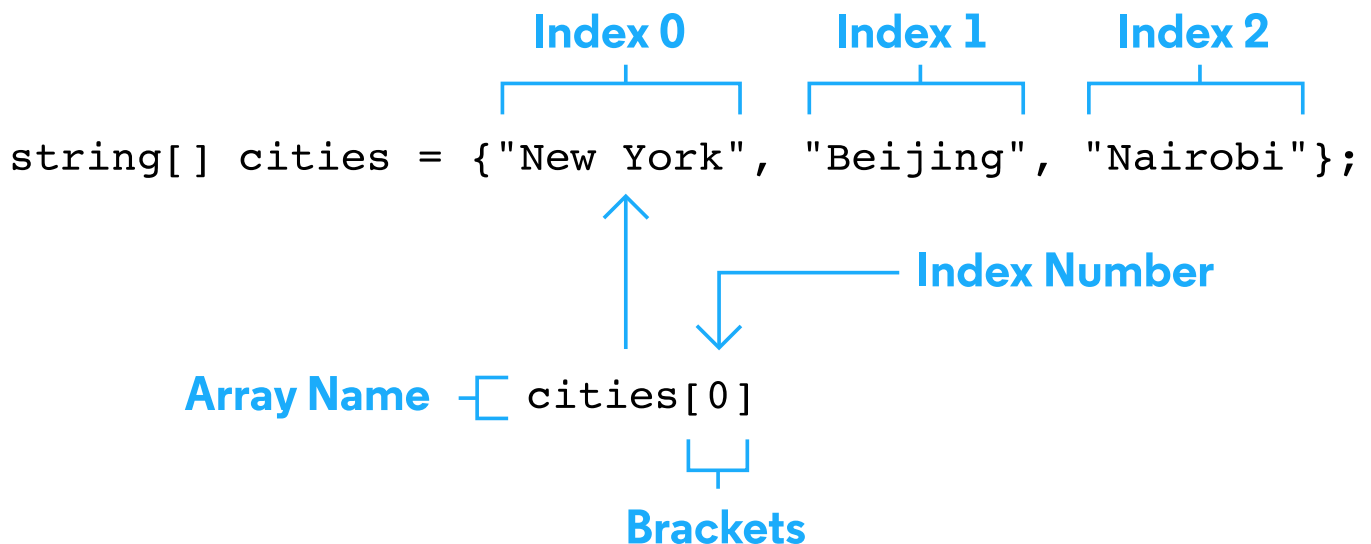 Index 0 Index 1 Index 2
string[] cities = {"New York", "Beijing", "Nairobi"};
Index Number
Array Name cities[0]
Brackets